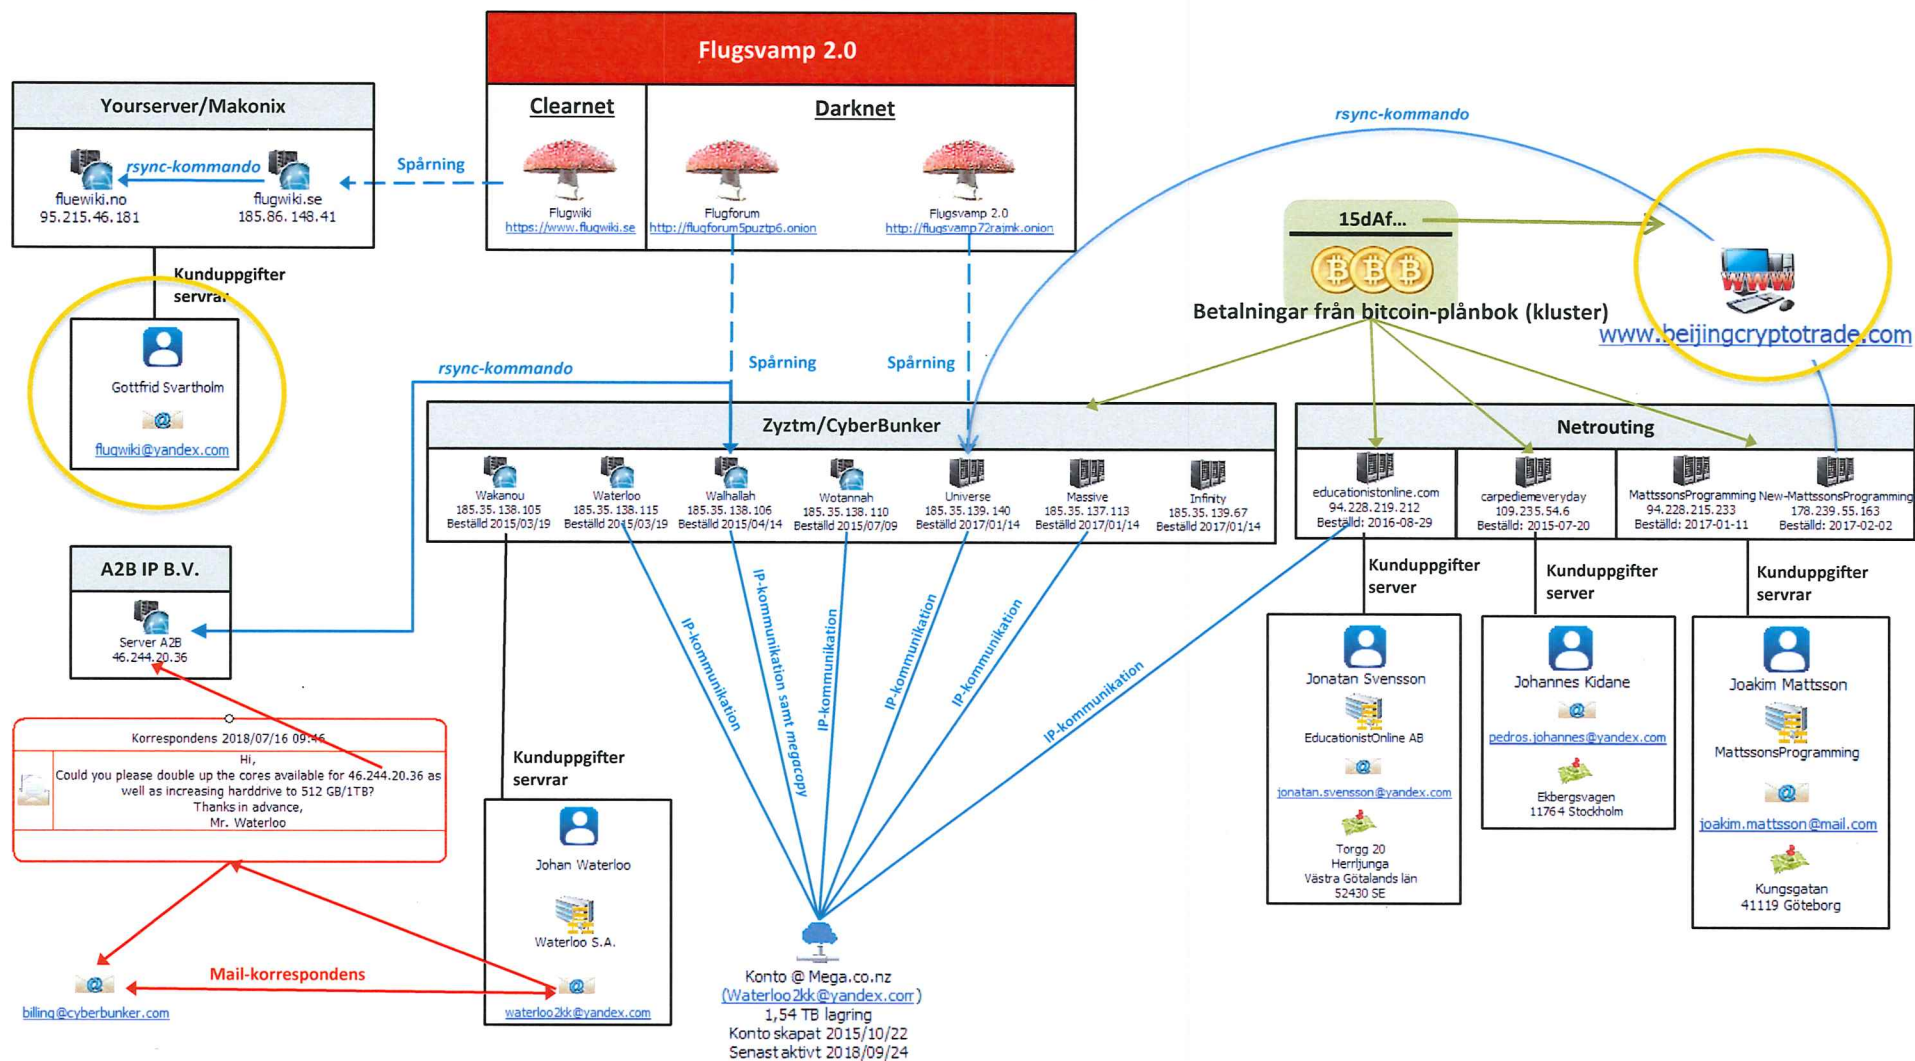 Flugsvamp 2.0
Clearnet
Darknet
Flugwiki
https://www.flugwiki.se
Flugforum
http://flugforum5puztp6.onion
Flugsvamp 2.0
http://flugsvamp72rajmk.onion
Yourserver/Makonix
rsync-kommando
fluewiki.no
95.215.46.181
flugwiki.se
185.86.148.41
Spårning
Kunduppgifter
servrar
Gottfrid Svartholm
flugwiki@yandex.com
rsync-kommando
15dAf...
Betalningar från bitcoin-plånbok (kluster)
WWW
www.beijingcryptotrade.com
rsync-kommando
Spårning
Spårning
Zyztm/CyberBunker
Wakanou
185.35.138.105
Beställd 2015/03/19
Waterloo
185.35.138.115
Beställd 2015/03/19
Walhallah
185.35.138.106
Beställd 2015/04/14
Wotannah
185.35.138.110
Beställd 2015/07/09
Universe
185.35.139.140
Beställd 2017/01/14
Massive
185.35.137.113
Beställd 2017/01/14
Infinity
185.35.139.67
Beställd 2017/01/14
Netrouting
educationistonline.com
94.228.219.212
Beställd: 2016-08-29
carpediemeveryday
109.235.54.6
Beställd: 2015-07-20
MattssonsProgramming
94.228.215.233
Beställd: 2017-01-11
New-MattssonsProgramming
178.239.55.163
Beställd: 2017-02-02
A2B IP B.V.
Server A2B
46.244.20.36
Korrespondens 2018/07/16 09:46
Hi,
Could you please double up the cores available for 46.244.20.36 as
well as increasing harddrive to 512 GB/1TB?
Thanks in advance,
Mr. Waterloo
Mail-korrespondens
billing@cyberbunker.com
Kunduppgifter
servrar
Johan Waterloo
Waterloo S.A.
waterloo2kk@yandex.com
IP-kommunikation
IP-kommunikation samt megacopy
IP-kommunikation
IP-kommunikation
IP-kommunikation
IP-kommunikation
Konto @ Mega.co.nz
(Waterloo2kk@yandex.com)
1,54 TB lagring
Konto skapat 2015/10/22
Senast aktivt 2018/09/24
Kunduppgifter
server
Jonatan Svensson
EducationistOnline AB
jonatan.svensson@yandex.com
Torgg 20
Herrljunga
Västra Götalands län
52430 SE
Kunduppgifter
server
Johannes Kidane
pedros.johannes@yandex.com
Ekbergsvagen
11764 Stockholm
Kunduppgifter
servrar
Joakim Mattsson
MattssonsProgramming
joakim.mattsson@mail.com
Kungsgatan
41119 Göteborg